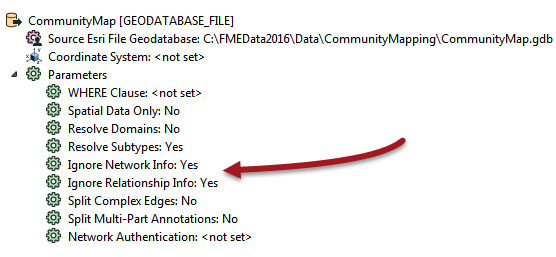 CommunityMap [GEODATABASE_FILE]
Source Esri File Geodatabase: C:\FMEData2016\Data\CommunityMapping\CommunityMap.gdb
Coordinate System: <not set>
Parameters
WHERE Clause: <not set>
Spatial Data Only: No
Resolve Domains: No
Resolve Subtypes: Yes
Ignore Network Info: Yes
Ignore Relationship Info: Yes
Split Complex Edges: No
Split Multi-Part Annotations: No
Network Authentication: <not set>